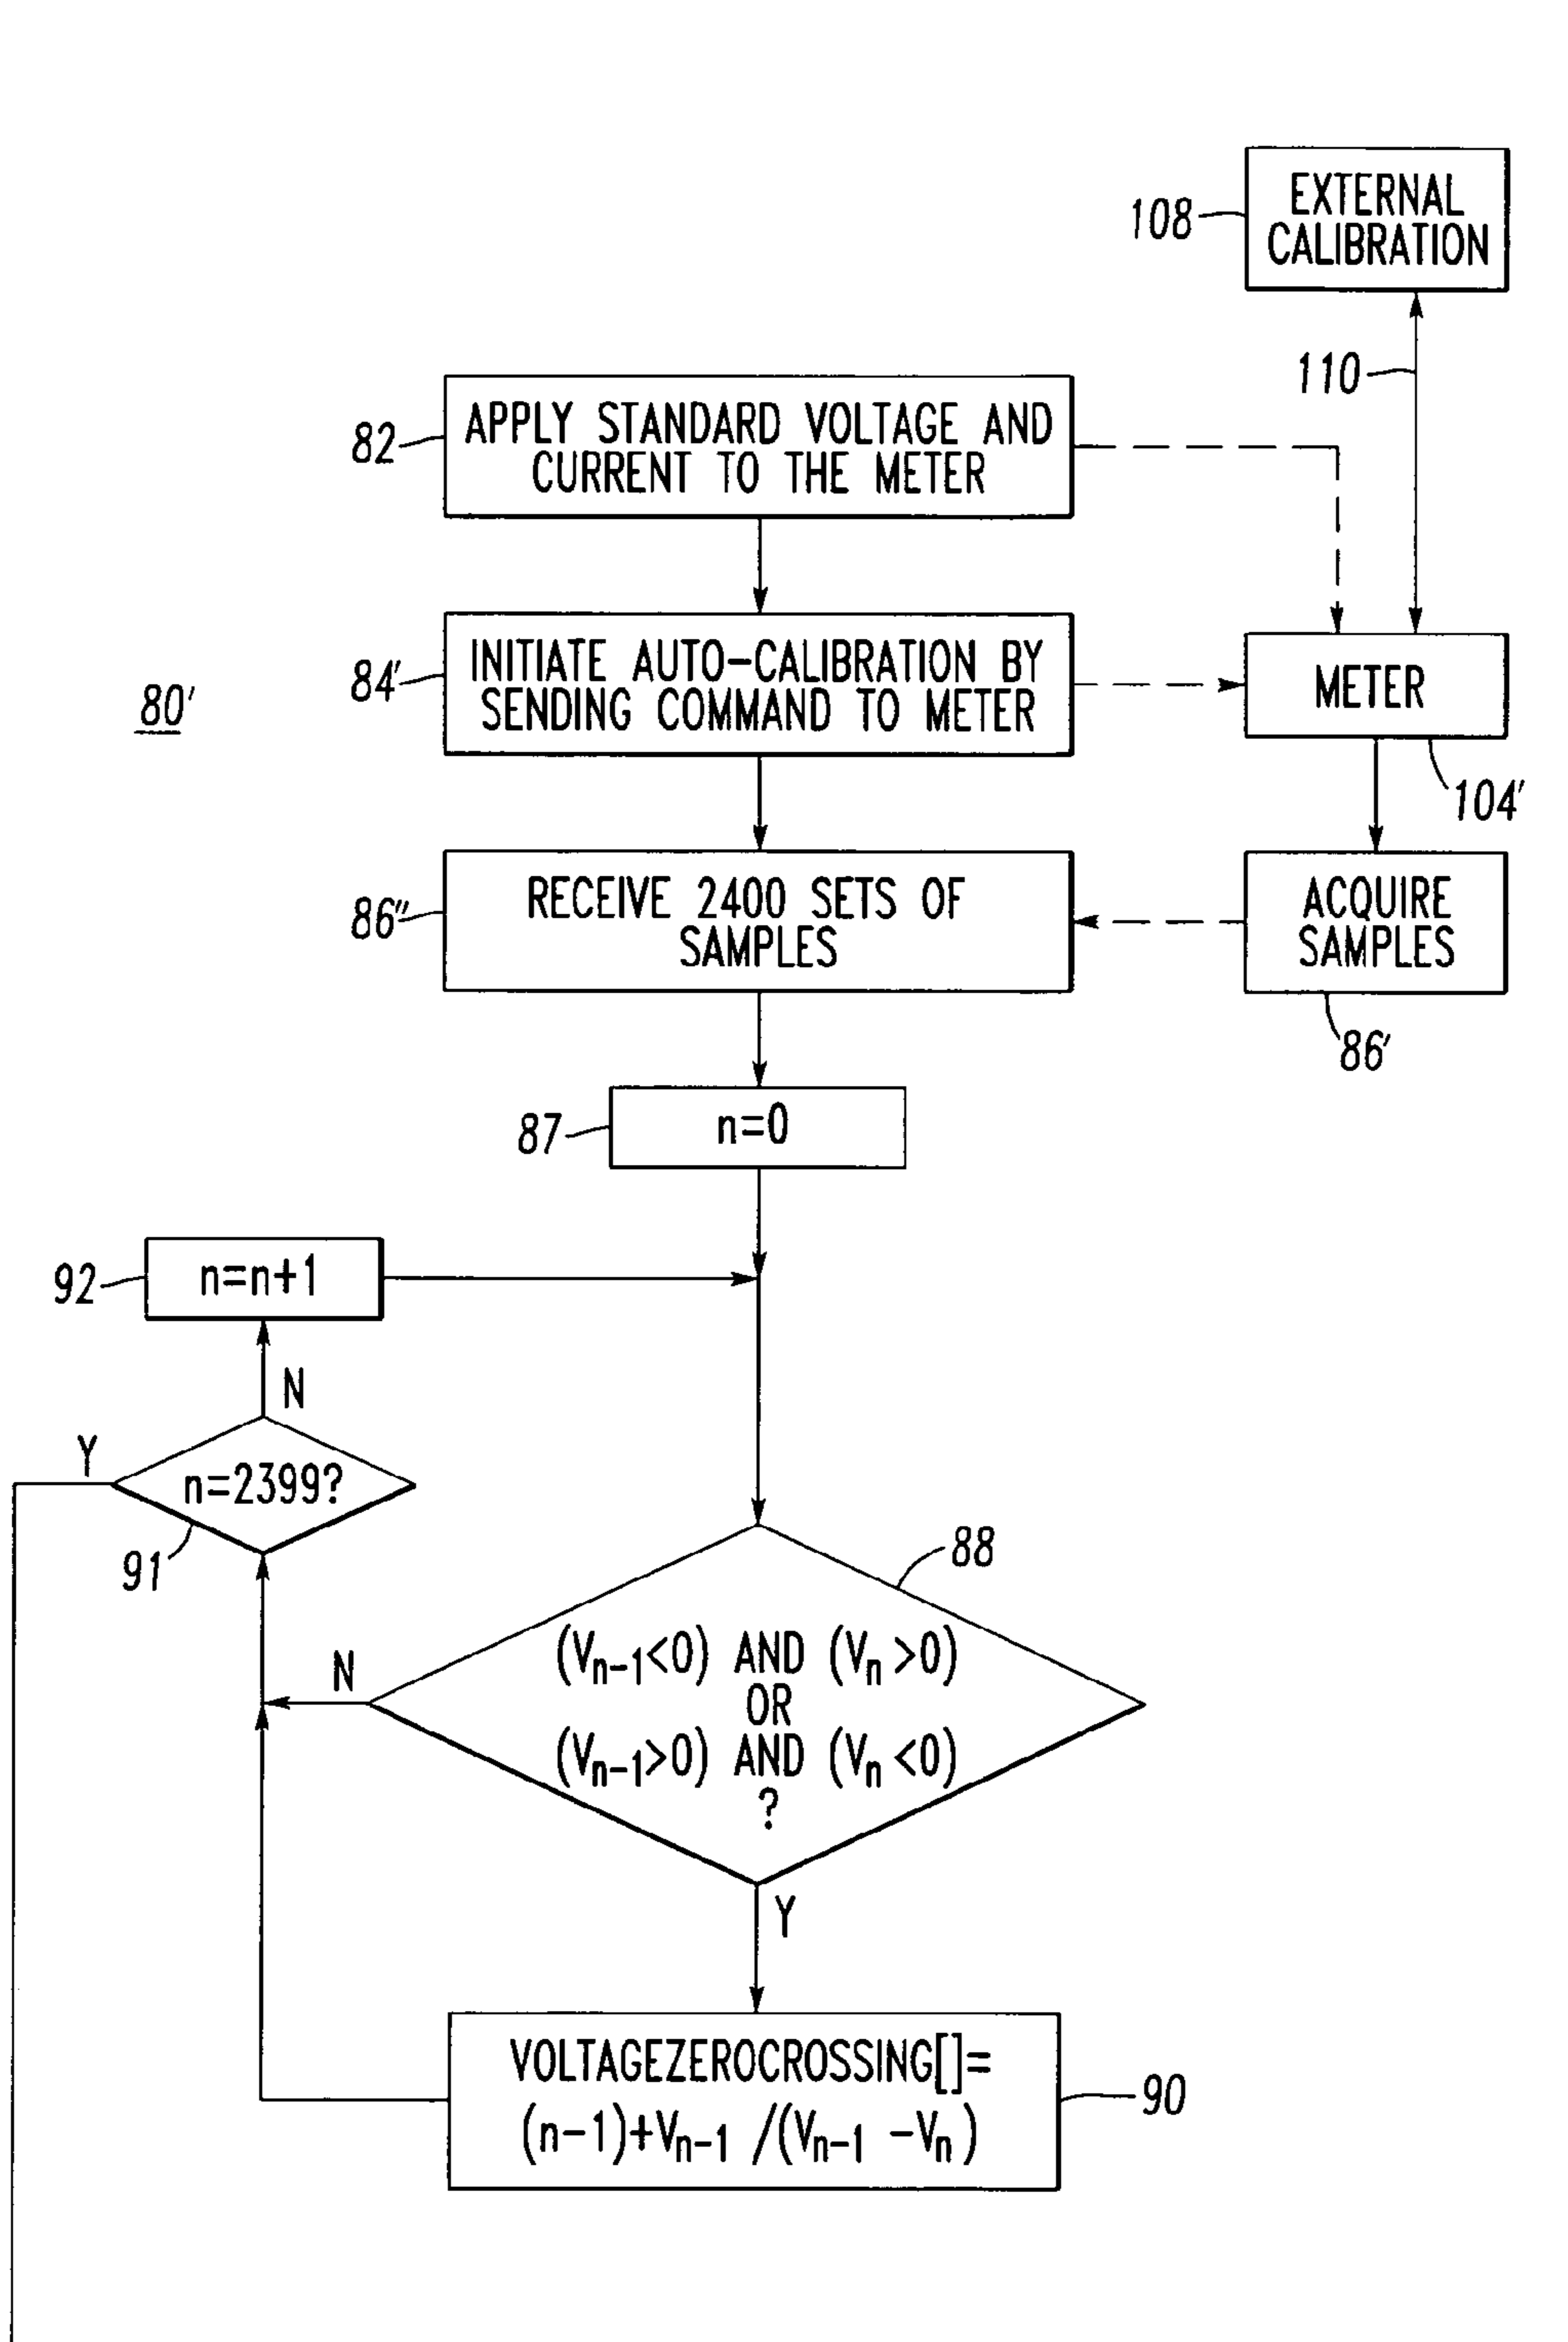 EXTERNAL
CALIBRATION
108
110
APPLY STANDARD VOLTAGE AND
CURRENT TO THE METER
82
INITIATE AUTO-CALIBRATION BY
SENDING COMMAND TO METER
84'
80'
METER
104'
RECEIVE 2400 SETS OF
SAMPLES
86"
ACQUIRE
SAMPLES
86'
n=0
87
n=n+1
92
N
Y
n=2399?
91
88
(Vn-1<0) AND (Vn >0)
OR
(Vn-1>0) AND (Vn <0)
?
N
Y
VOLTAGEZEROCROSSING[]=
(n-1)+Vn-1 /(Vn-1 -Vn)
90